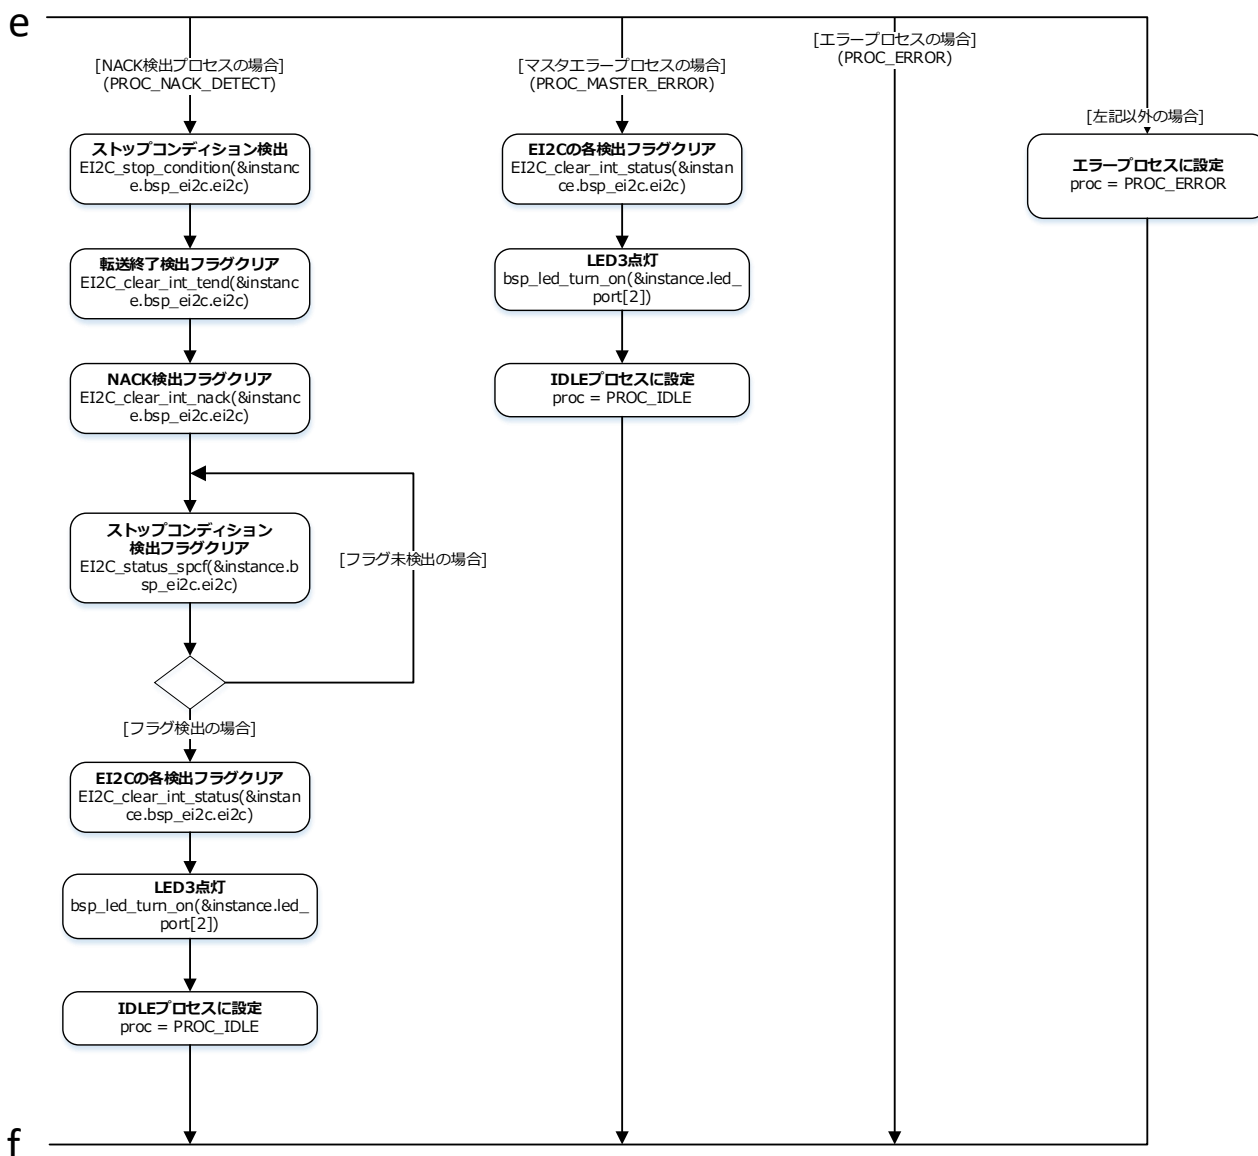 e
[NACK検出プロセスの場合]
(PROC_NACK_DETECT)
ストップコンディション検出
EI2C_stop_condition(&instanc
e.bsp_ei2c.ei2c)
転送終了検出フラグクリア
EI2C_clear_int_tend(&instanc
e.bsp_ei2c.ei2c)
NACK検出フラグクリア
EI2C_clear_int_nack(&instanc
e.bsp_ei2c.ei2c)
ストップコンディション
検出フラグクリア
EI2C_status_spcf(&instance.b
sp_ei2c.ei2c)
[フラグ未検出の場合]
[フラグ検出の場合]
EI2Cの各検出フラグクリア
EI2C_clear_int_status(&instan
ce.bsp_ei2c.ei2c)
LED3点灯
bsp_led_turn_on(&instance.led_
port[2])
IDLEプロセスに設定
proc = PROC_IDLE
[マスタエラープロセスの場合]
(PROC_MASTER_ERROR)
EI2Cの各検出フラグクリア
EI2C_clear_int_status(&instan
ce.bsp_ei2c.ei2c)
LED3点灯
bsp_led_turn_on(&instance.led_
port[2])
IDLEプロセスに設定
proc = PROC_IDLE
[エラープロセスの場合]
(PROC_ERROR)
[左記以外の場合]
エラープロセスに設定
proc = PROC_ERROR
f